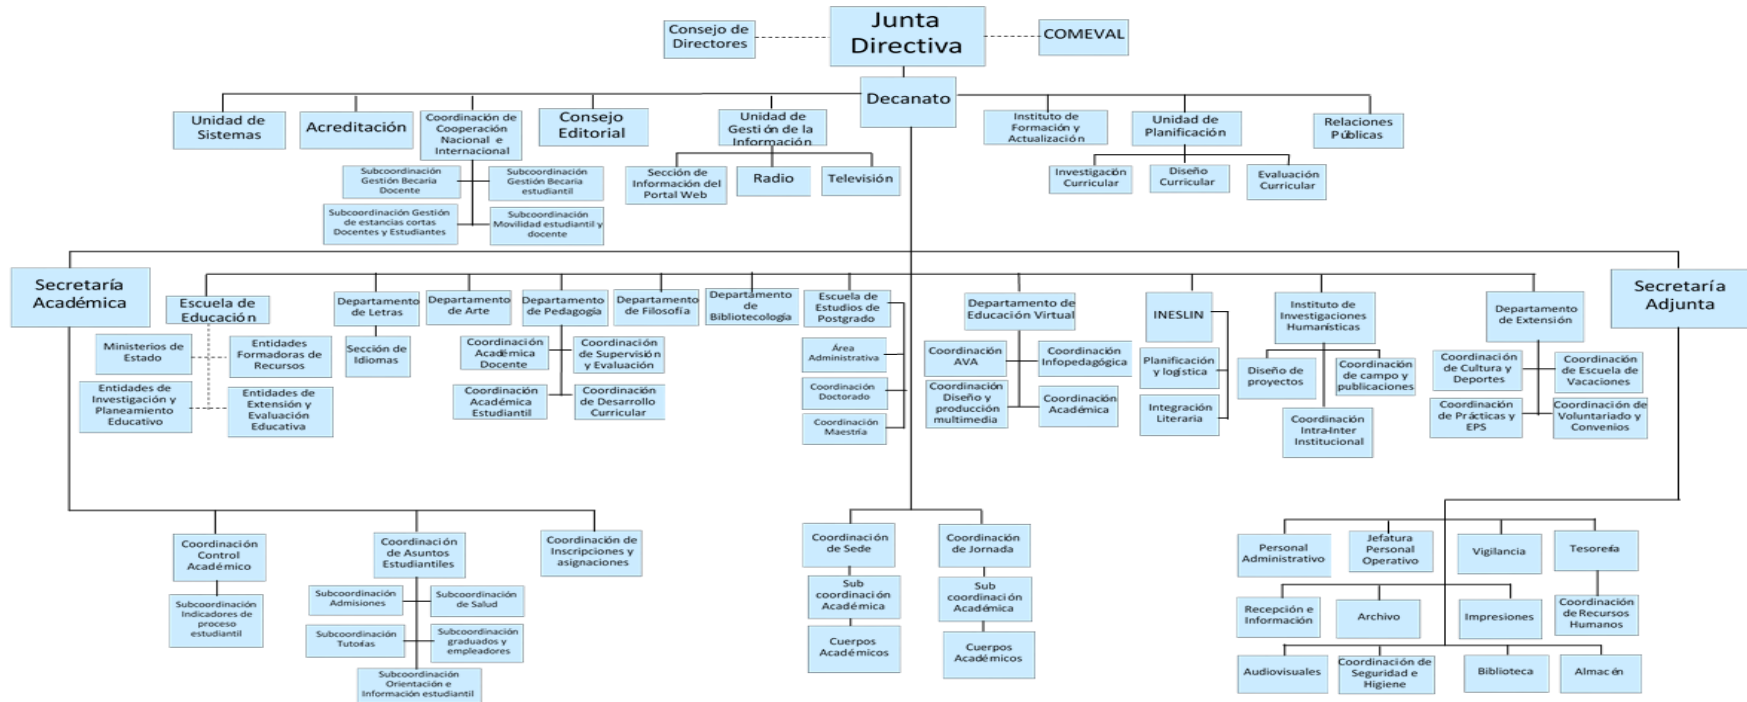 Junta
Directiva
Consejo de
Directores
COMEVAL
Decanato
Unidad de
Sistemas
Acreditación
Coordinación de
Cooperación
Nacional e
Internacional
Consejo
Editorial
Unidad de
Gestión de la
Información
Instituto de
Formación y
Actualización
Unidad de
Planificación
Relaciones
Públicas
Subcoordinación
Gestión Becaria
Docente
Subcoordinación
Gestión Becaria
estudiantil
Subcoordinación Gestión
de estancias cortas
Docentes y Estudiantes
Subcoordinación
Movilidad estudiantil y
docente
Sección de
Información del
Portal Web
Radio
Televisión
Investigación
Curricular
Diseño
Curricular
Evaluación
Curricular
Secretaría
Académica
Secretaría
Adjunta
Escuela de
Educación
Departamento
de Letras
Departamento
de Arte
Departamento
de Pedagogía
Departamento
de Filosofía
Departamento
de
Bibliotecología
Escuela de
Estudios de
Postgrado
Departamento de
Educación Virtual
INESLIN
Instituto de
Investigaciones
Humanísticas
Departamento
de Extensión
Ministerios de
Estado
Entidades
Formadoras de
Recursos
Entidades de
Investigación y
Planeamiento
Educativo
Entidades de
Extensión y
Evaluación
Educativa
Sección de
Idiomas
Coordinación
Académica
Docente
Coordinación
de Supervisión
y Evaluación
Coordinación
Académica
Estudiantil
Coordinación
de Desarrollo
Curricular
Área
Administrativa
Coordinación
Doctorado
Coordinación
Maestría
Coordinación
AVA
Coordinación
Infopedagógica
Coordinación
Diseño y
producción
multimedia
Coordinación
Académica
Planificación
y logística
Integración
Literaria
Diseño de
proyectos
Coordinación
de campo y
publicaciones
Coordinación
Intra-Inter
Institucional
Coordinación
de Cultura y
Deportes
Coordinación
de Escuela de
Vacaciones
Coordinación
de Prácticas y
EPS
Coordinación de
Voluntariado y
Convenios
Coordinación
Control
Académico
Subcoordinación
Indicadores de
proceso
estudiantil
Coordinación
de Asuntos
Estudiantiles
Subcoordinación
Admisiones
Subcoordinación
de Salud
Subcoordinación
Tutorías
Subcoordinación
graduados y
empleadores
Subcoordinación
Orientación e
Información estudiantil
Coordinación de
Inscripciones y
asignaciones
Coordinación
de Sede
Sub
coordinación
Académica
Cuerpos
Académicos
Coordinación
de Jornada
Sub
coordinación
Académica
Cuerpos
Académicos
Personal
Administrativo
Jefatura
Personal
Operativo
Vigilancia
Tesorería
Recepción e
Información
Archivo
Impresiones
Coordinación
de Recursos
Humanos
Audiovisuales
Coordinación de
Seguridad e
Higiene
Biblioteca
Almacén